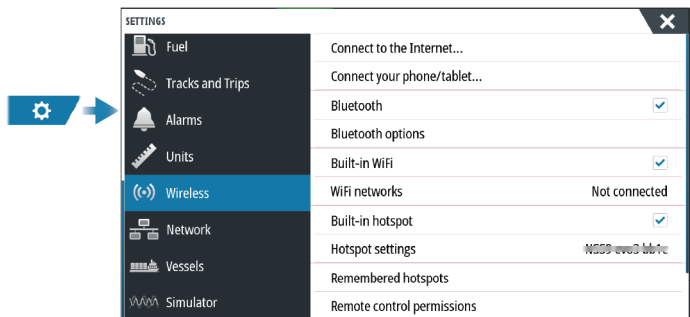 SETTINGS
Fuel
Tracks and Trips
Alarms
Units
Wireless
Network
Vessels
Simulator
Connect to the Internet...
Connect your phone/tablet...
Bluetooth
Bluetooth options
Built-in WiFi
WiFi networks Not connected
Built-in hotspot
Hotspot settings
Remembered hotspots
Remote control permissions